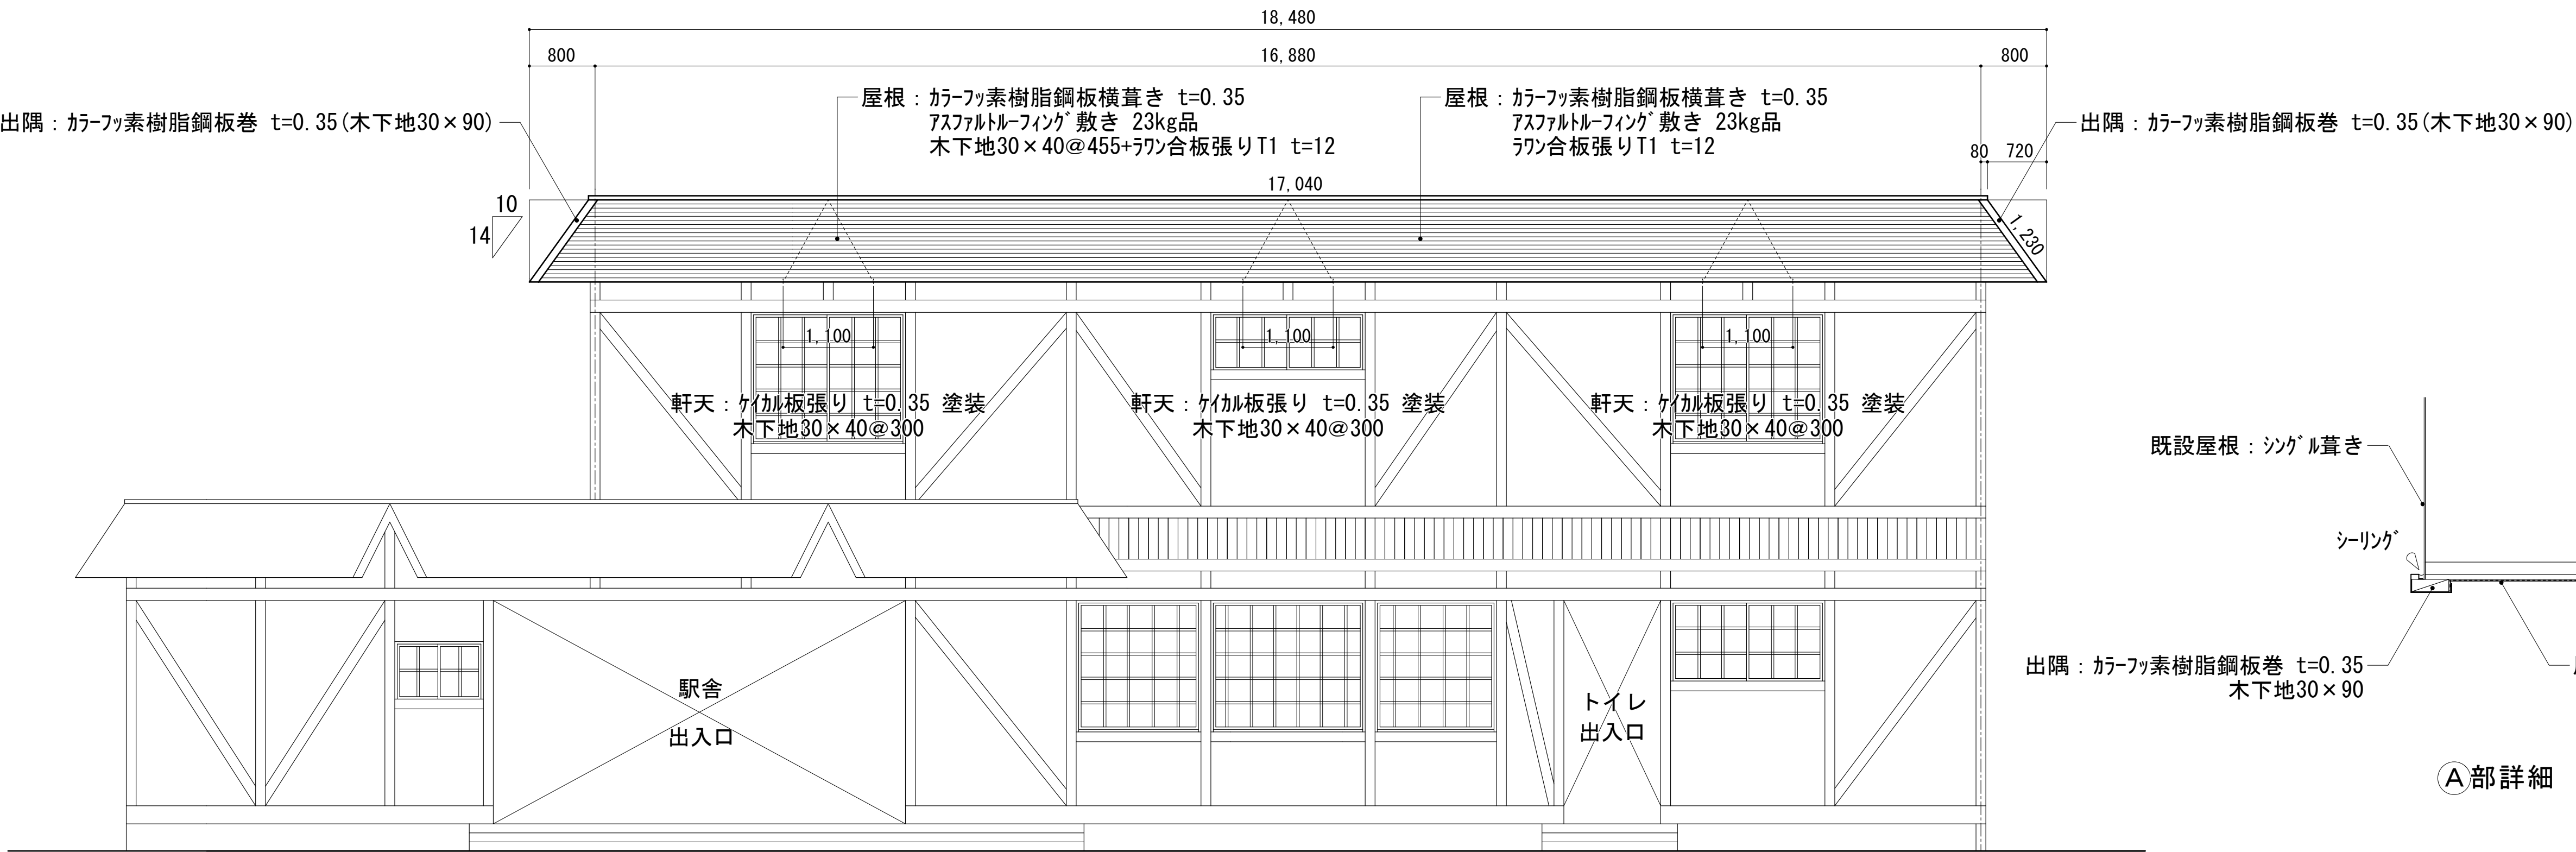 18,480
800
16,880
800
屋根：ｶﾗｰﾌｯ素樹脂鋼板横葺き t=0.35
ｱｽﾌｧﾙﾄﾙｰﾌｨﾝｸﾞ敷き 23kg品
木下地30×40@455+ﾗﾜﾝ合板張りT1 t=12
屋根：ｶﾗｰﾌｯ素樹脂鋼板横葺き t=0.35
ｱｽﾌｧﾙﾄﾙｰﾌｨﾝｸﾞ敷き 23kg品
ﾗﾜﾝ合板張りT1 t=12
出隅：ｶﾗｰﾌｯ素樹脂鋼板巻 t=0.35(木下地30×90)
出隅：ｶﾗｰﾌｯ素樹脂鋼板巻 t=0.35(木下地30×90)
80
720
17,040
10
14
1,230
1,100
1,100
1,100
軒天：ｹｲｶﾙ板張り t=0.35 塗装
木下地30×40@300
軒天：ｹｲｶﾙ板張り t=0.35 塗装
木下地30×40@300
軒天：ｹｲｶﾙ板張り t=0.35 塗装
木下地30×40@300
既設屋根：ｼﾝｸﾞﾙ葺き
ｼｰﾘﾝｸﾞ
出隅：ｶﾗｰﾌｯ素樹脂鋼板巻 t=0.35
木下地30×90
駅舎
出入口
トイレ
出入口
Ⓐ部詳細